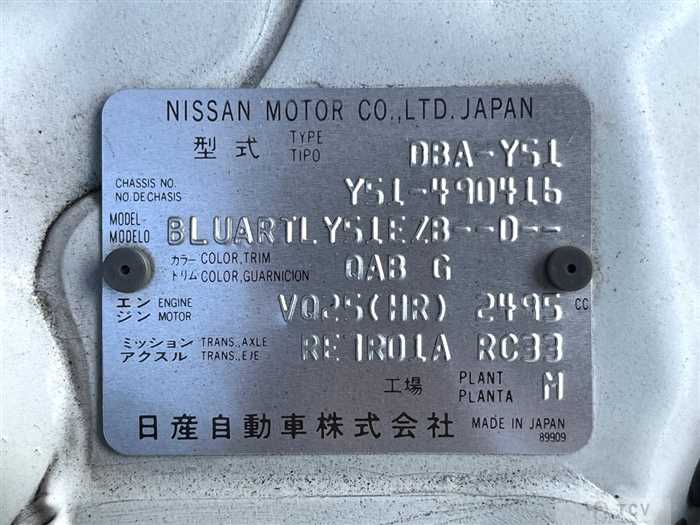 NISSAN MOTOR CO.,LTD. JAPAN
型式 TYPE TIPO DBA-Y51
CHASSIS NO. NO.DE CHASIS Y51-490416
MODEL- MODELO BLUARTLY51EZB--D--
カラー COLOR,TRIM トリム COLOR,GUARNICION QAB G
エンジン ENGINE MOTOR VQ25(HR) 2495 CC
ミッション TRANS.,AXLE アクスル TRANS.,EJE RE1R01A RC33
工場 PLANT PLANTA M
日産自動車株式会社 MADE IN JAPAN
89909
TCV